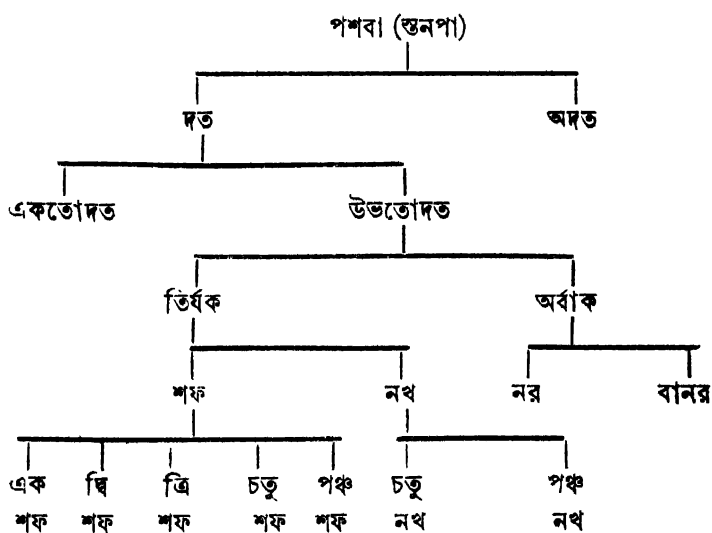 পশবা (স্তনপা)
দত অদত
একতোদত উভতোদত
তির্যক অর্বাক
শফ নখ নর বানর
এক দ্বি ত্রি চতু পঞ্চ চতু পঞ্চ
শফ শফ শফ শফ শফ নখ নখ